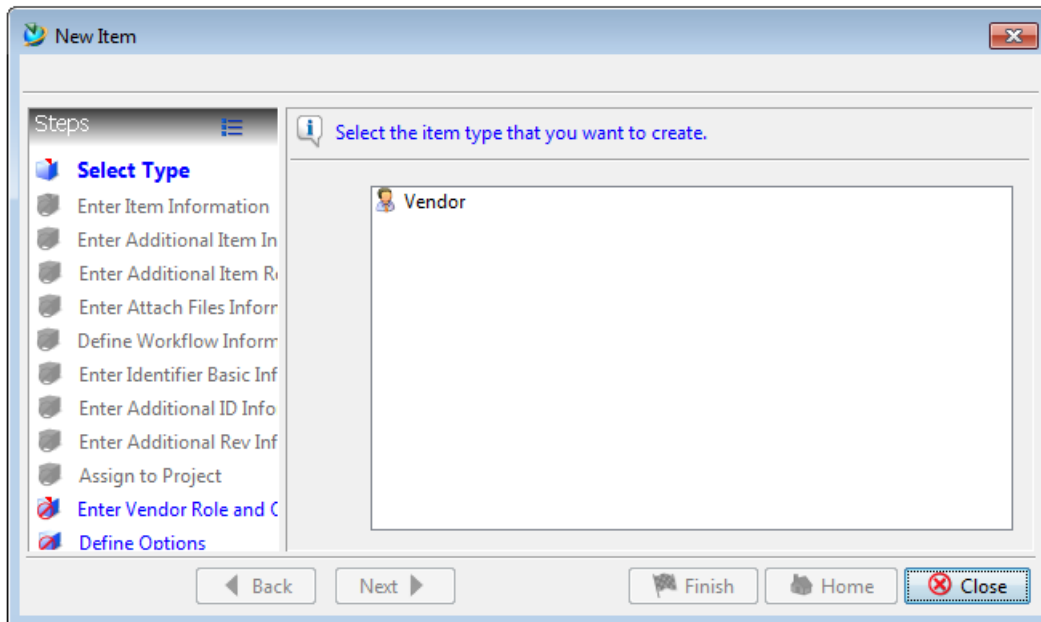 New Item
Steps
Select the item type that you want to create.
Select Type
Enter Item Information
Enter Additional Item In
Enter Additional Item R
Enter Attach Files Inforr
Define Workflow Inform
Enter Identifier Basic Inf
Enter Additional ID Info
Enter Additional Rev Inf
Assign to Project
Enter Vendor Role and C
Define Options
Vendor
Back
Next
Finish
Home
Close